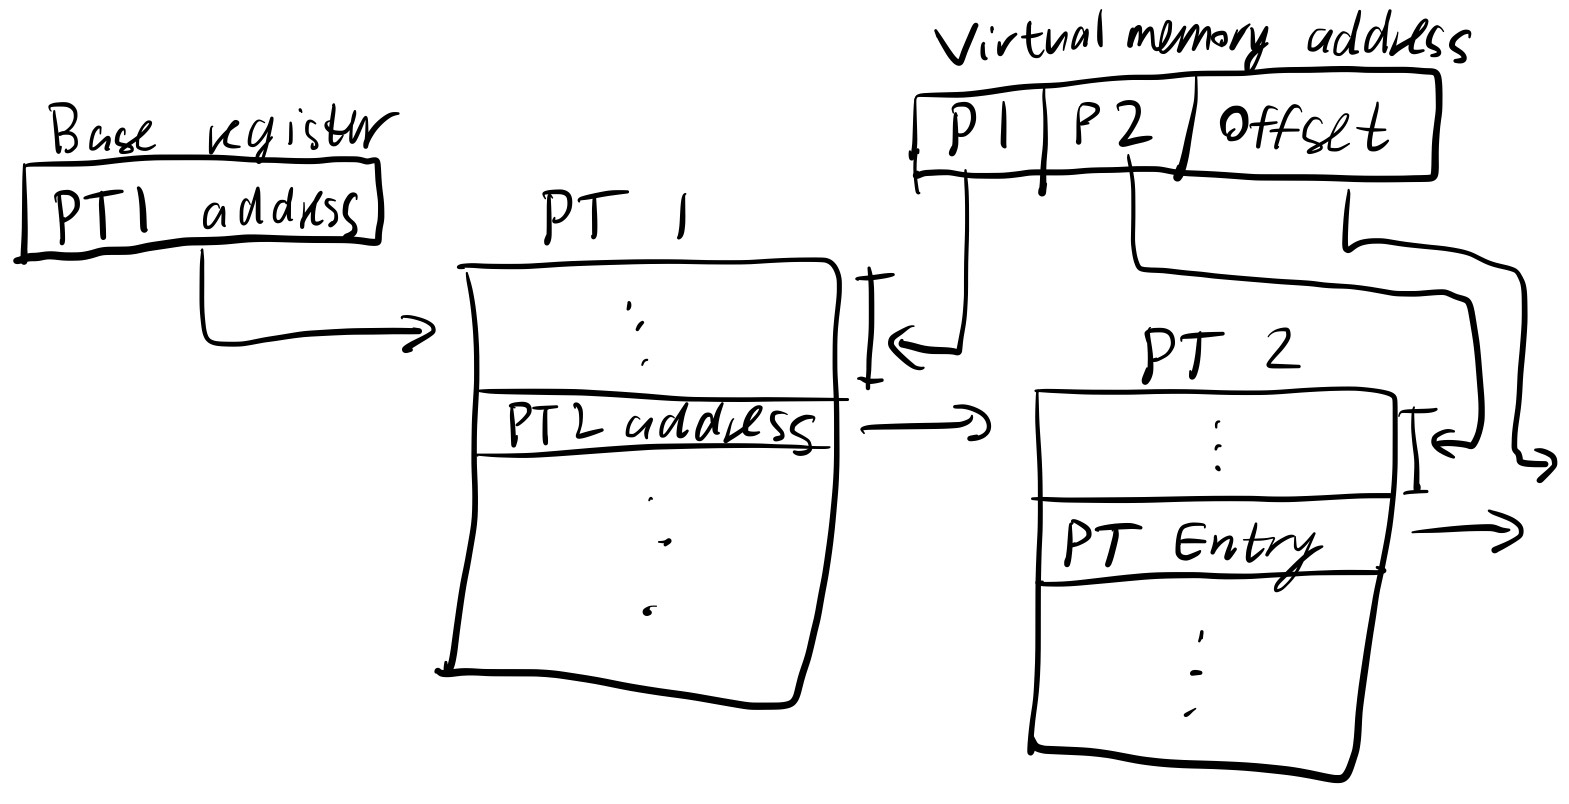 Virtual memory address
P1 P2 Offset
Base register
PT1 address
PT 1
PT2 address
PT 2
PT Entry